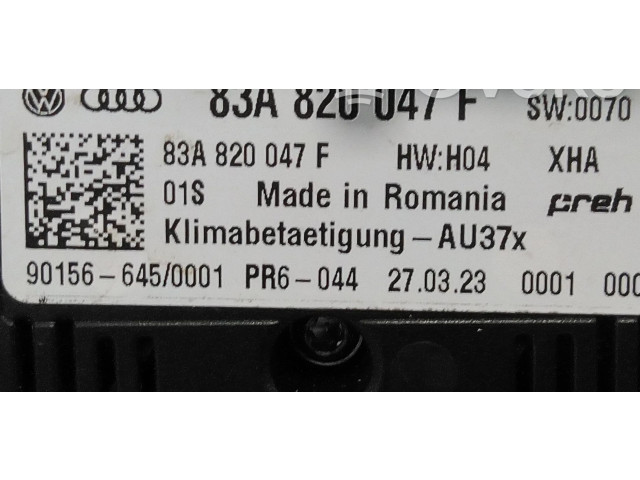 83A 820 047 F SW:0070
83A 820 047 F HW:H04 XHA
01S Made in Romania preh
Klimabetaetigung-AU37x
90156-645/0001 PR6-044 27.03.23 0001 000